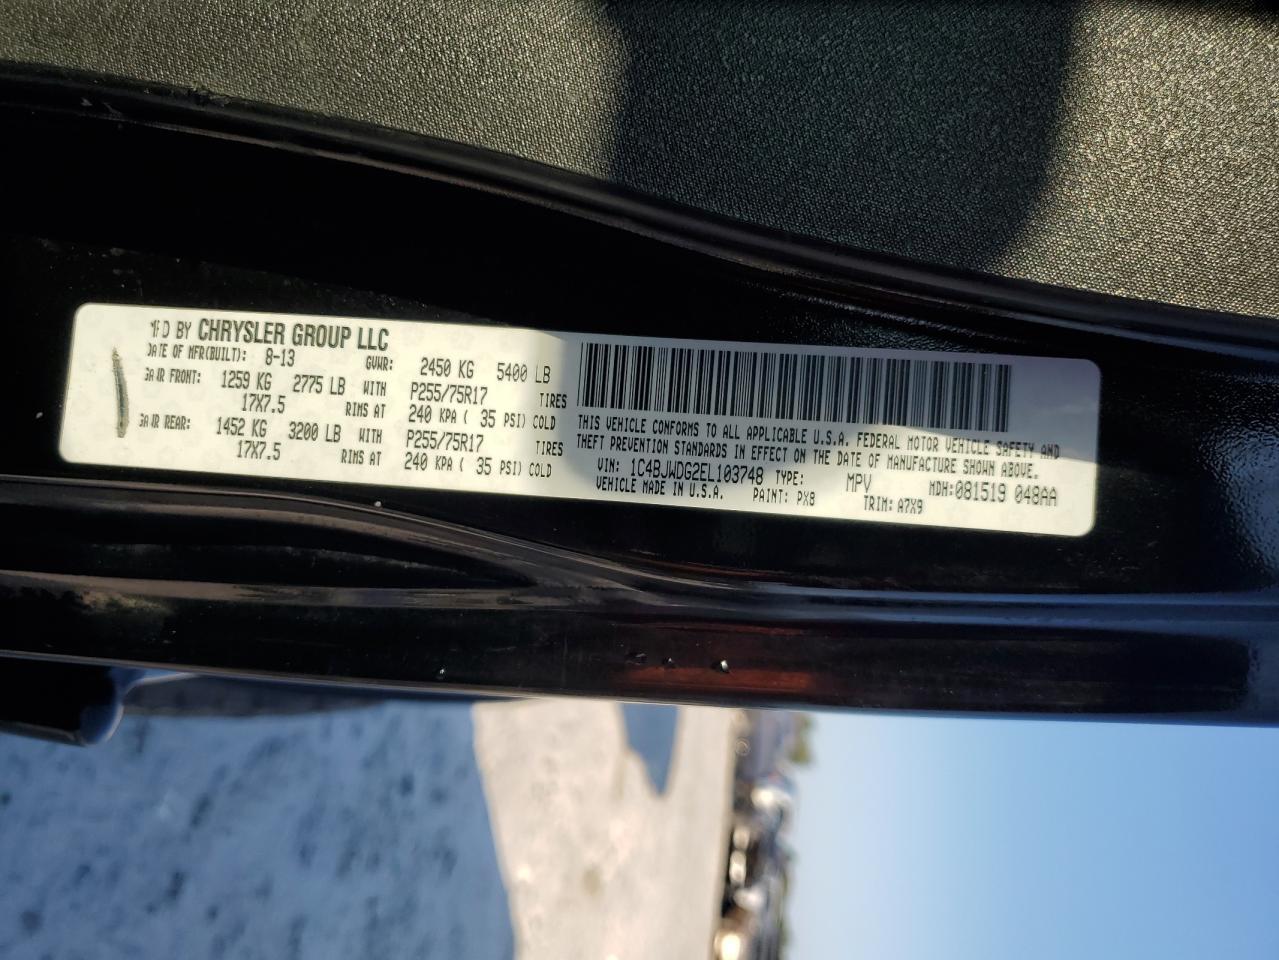 MFD BY CHRYSLER GROUP LLC
DATE OF MFR(BUILT): 8-13 GVWR: 2450 KG 5400 LB
GAWR FRONT: 1259 KG 2775 LB WITH P255/75R17 TIRES
17X7.5 RIMS AT 240 KPA ( 35 PSI) COLD
GAWR REAR: 1452 KG 3200 LB WITH P255/75R17 TIRES
17X7.5 RIMS AT 240 KPA ( 35 PSI) COLD
THIS VEHICLE CONFORMS TO ALL APPLICABLE U.S.A. FEDERAL MOTOR VEHICLE SAFETY AND
THEFT PREVENTION STANDARDS IN EFFECT ON THE DATE OF MANUFACTURE SHOWN ABOVE.
VIN: 1C4BJWDG2EL103748 TYPE: MPV MDH:081519 048AA
VEHICLE MADE IN U.S.A. PAINT: PX8 TRIM: A7X9